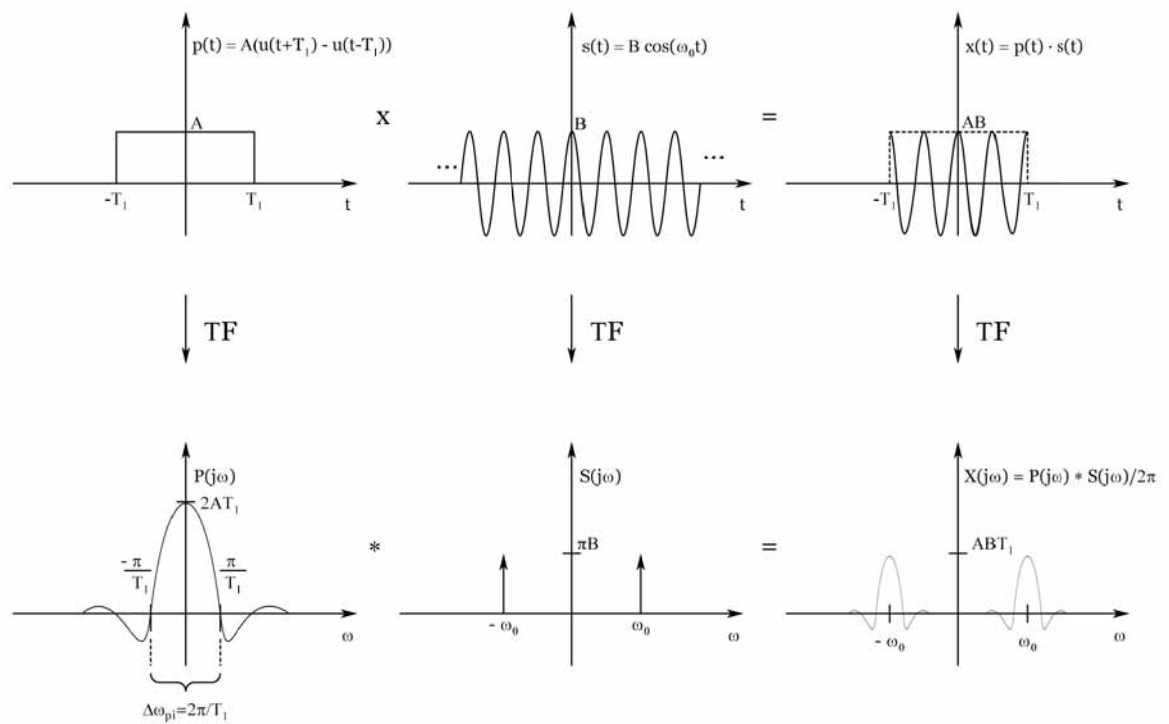 p(t) = A(u(t+T₁) - u(t-T₁))
s(t) = B cos(ω₀t)
x(t) = p(t) · s(t)
A
x
B
=
AB
...
...
-T₁
T₁
t
t
-T₁
T₁
t
TF
TF
TF
P(jω)
S(jω)
X(jω) = P(jω) * S(jω)/2π
2AT₁
-π/T₁
π/T₁
*
πB
=
ABT₁
ω
- ω₀
ω₀
ω
- ω₀
ω₀
ω
Δωₚᵢ=2π/T₁